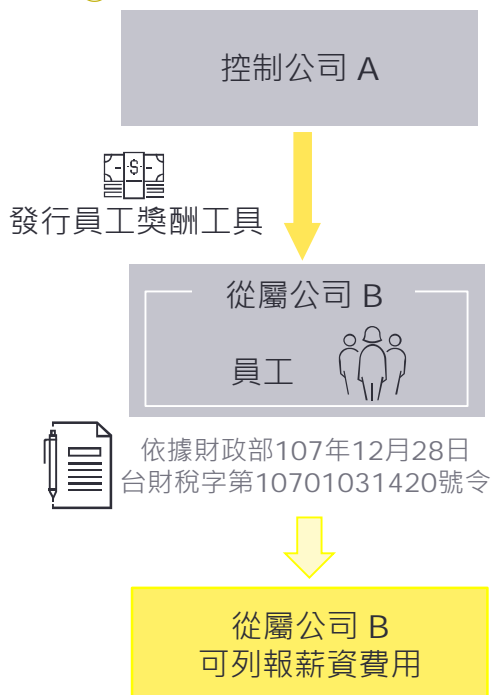 控制公司 A
-$-
發行員工獎酬工具
從屬公司 B
員工
依據財政部107年12月28日
台財稅字第10701031420號令
從屬公司 B
可列報薪資費用